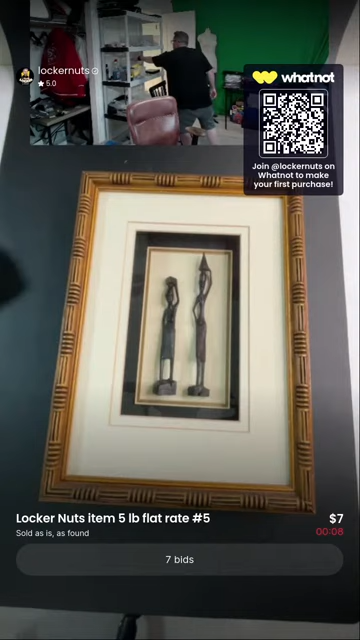 lockernuts
5.0
whatnot
Join @lockernuts on
Whatnot to make
your first purchase!
Locker Nuts item 5 lb flat rate #5
$7
Sold as is, as found
00:08
7 bids